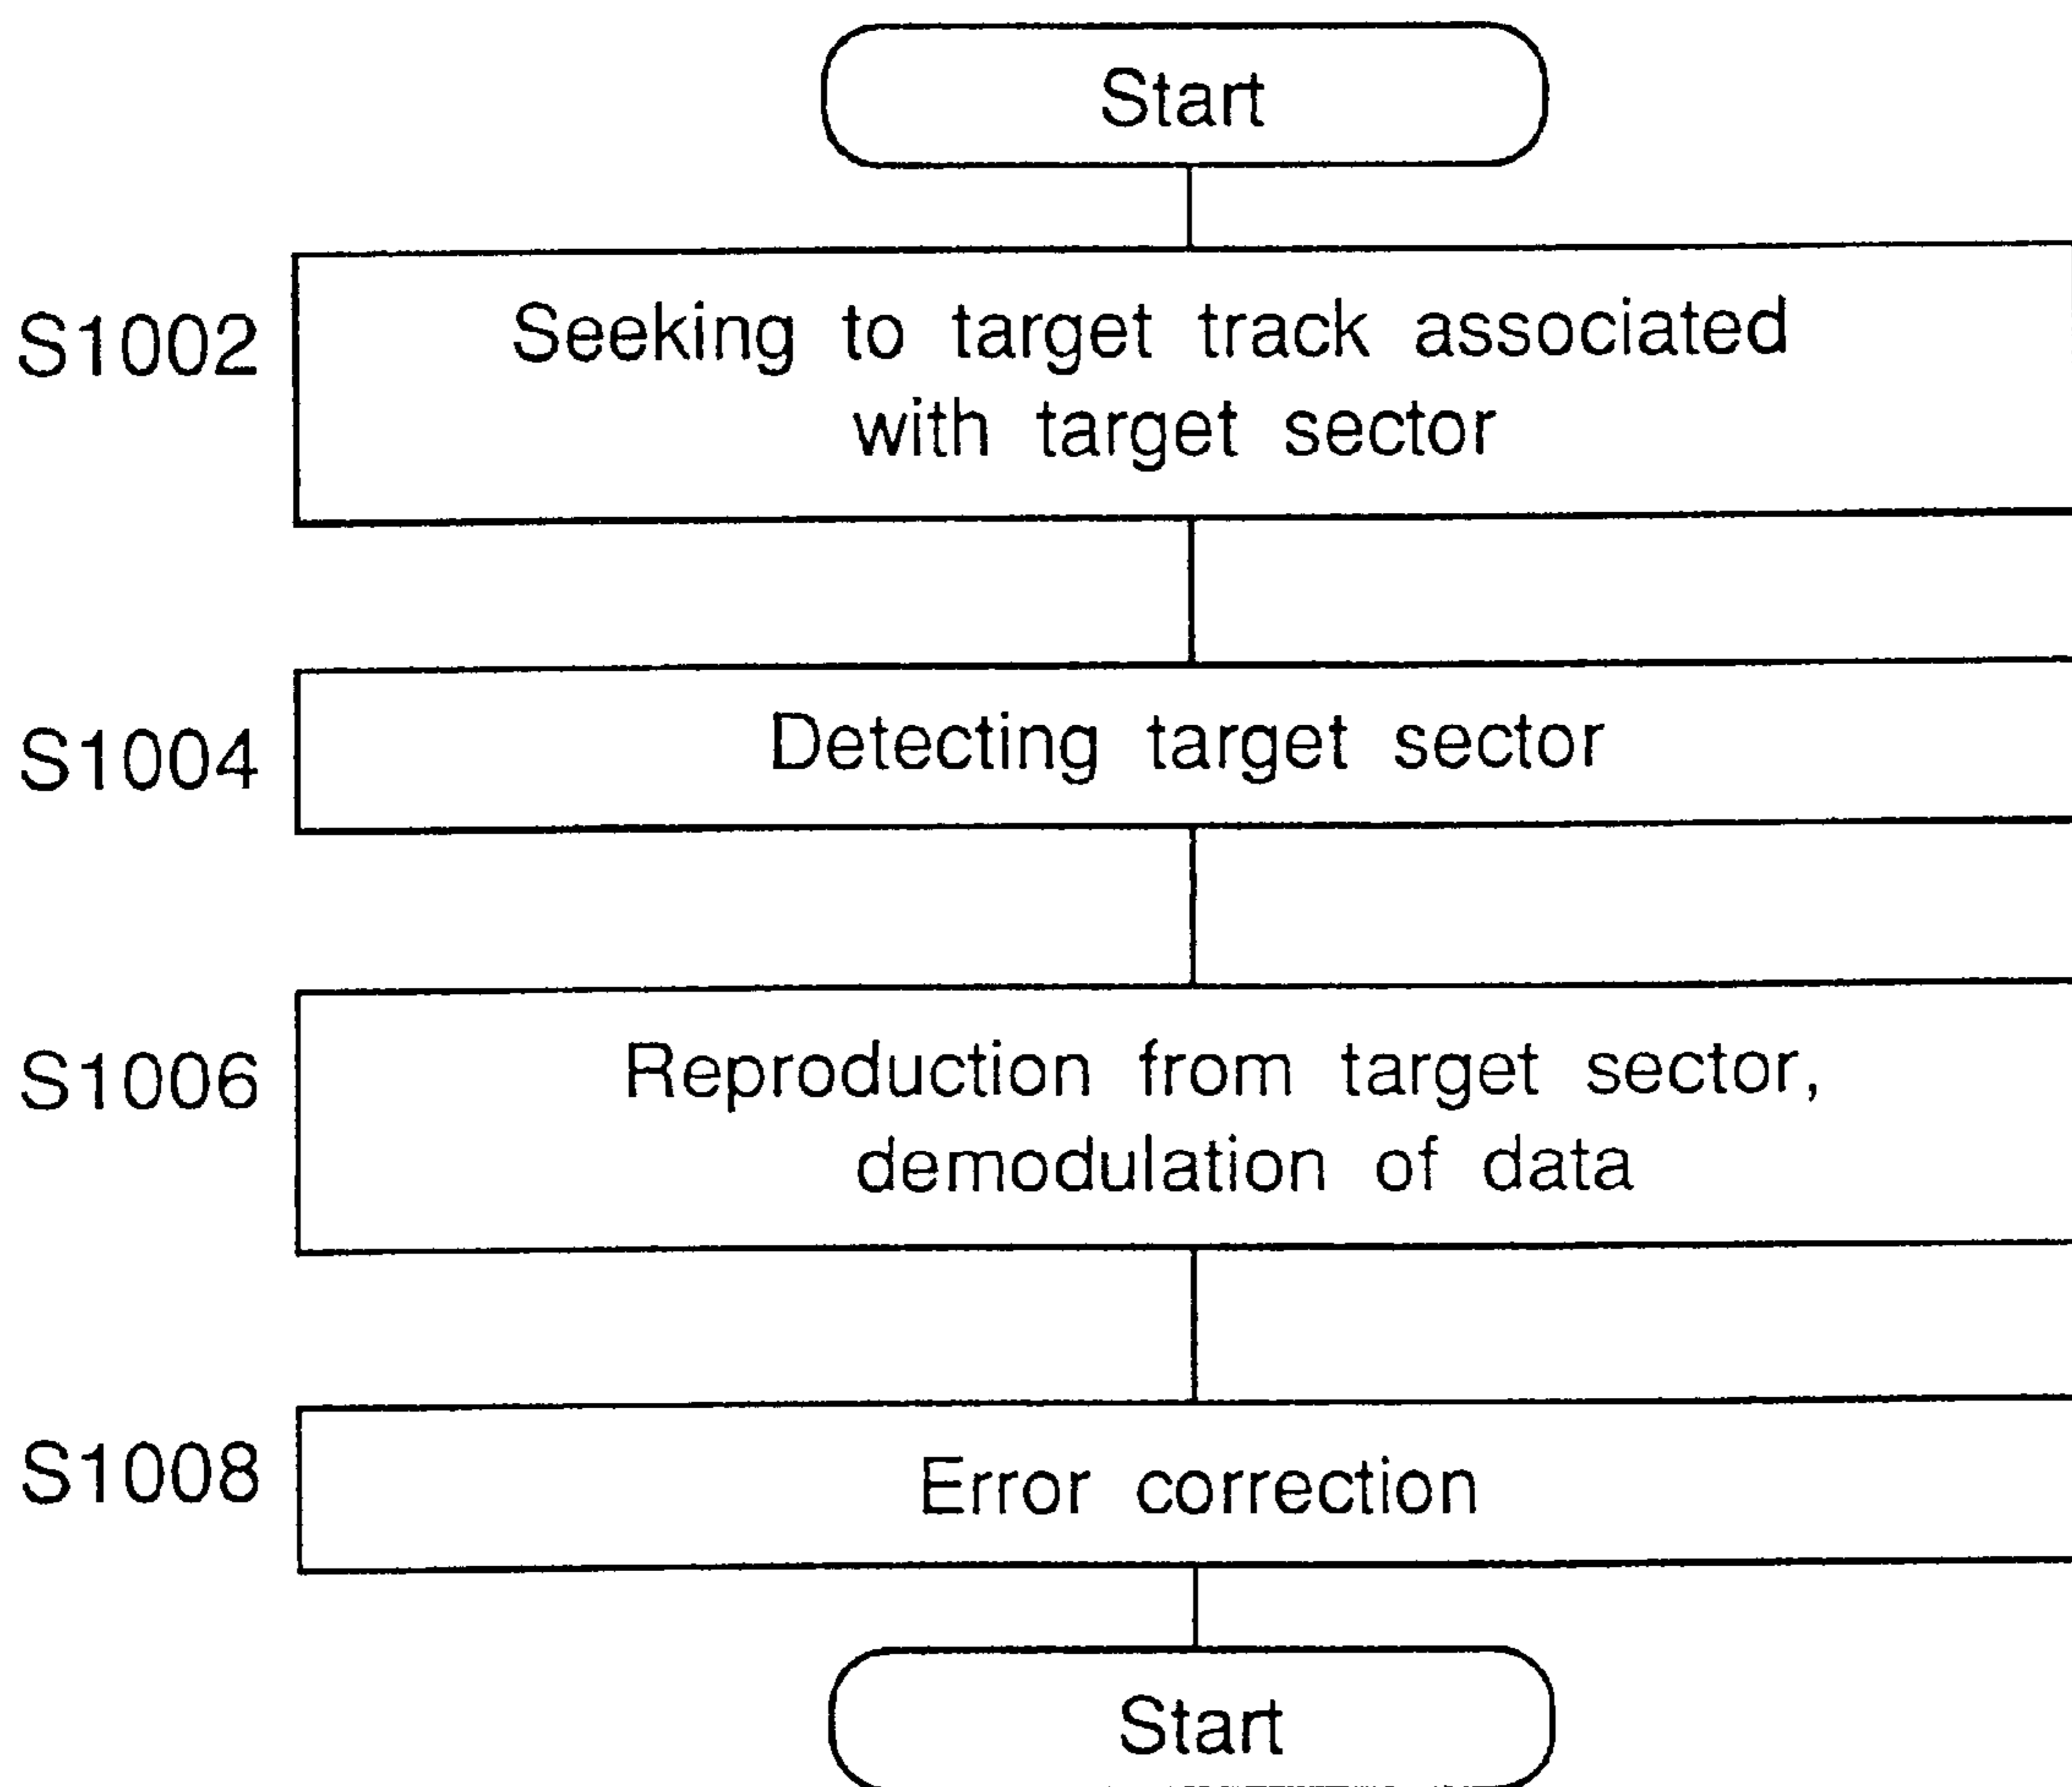 Start
S1002
Seeking to target track associated
with target sector
S1004
Detecting target sector
S1006
Reproduction from target sector,
demodulation of data
S1008
Error correction
Start